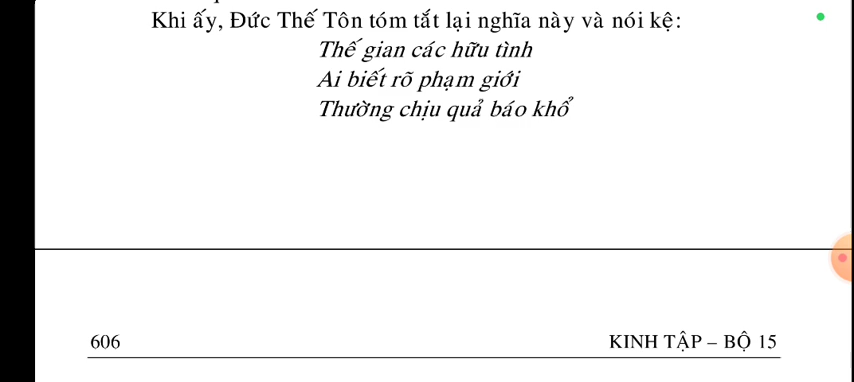 Khi ấy, Đức Thế Tôn tóm tắt lại nghĩa này và nói kệ:
Thế gian các hữu tình
Ai biết rõ phạm giới
Thường chịu quả báo khổ
606 KINH TẬP – BỘ 15